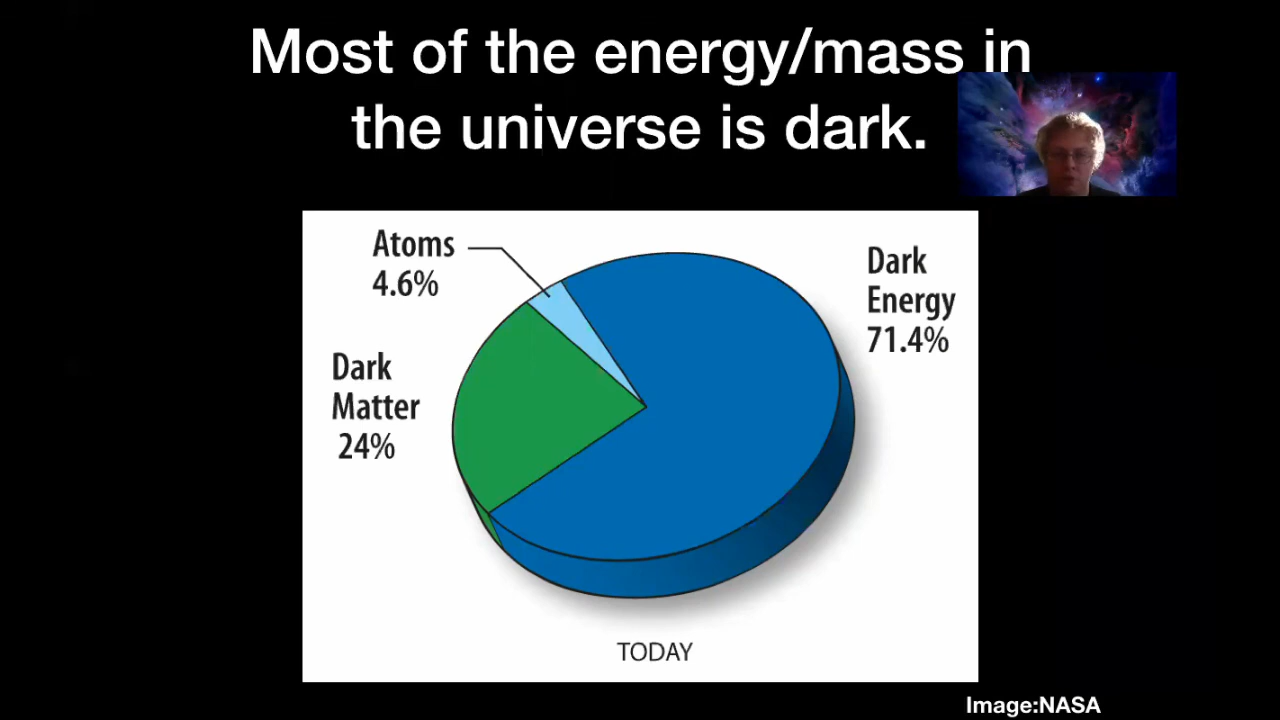 Most of the energy/mass in
the universe is dark.
Atoms
4.6%
Dark
Energy
71.4%
Dark
Matter
24%
TODAY
Image:NASA